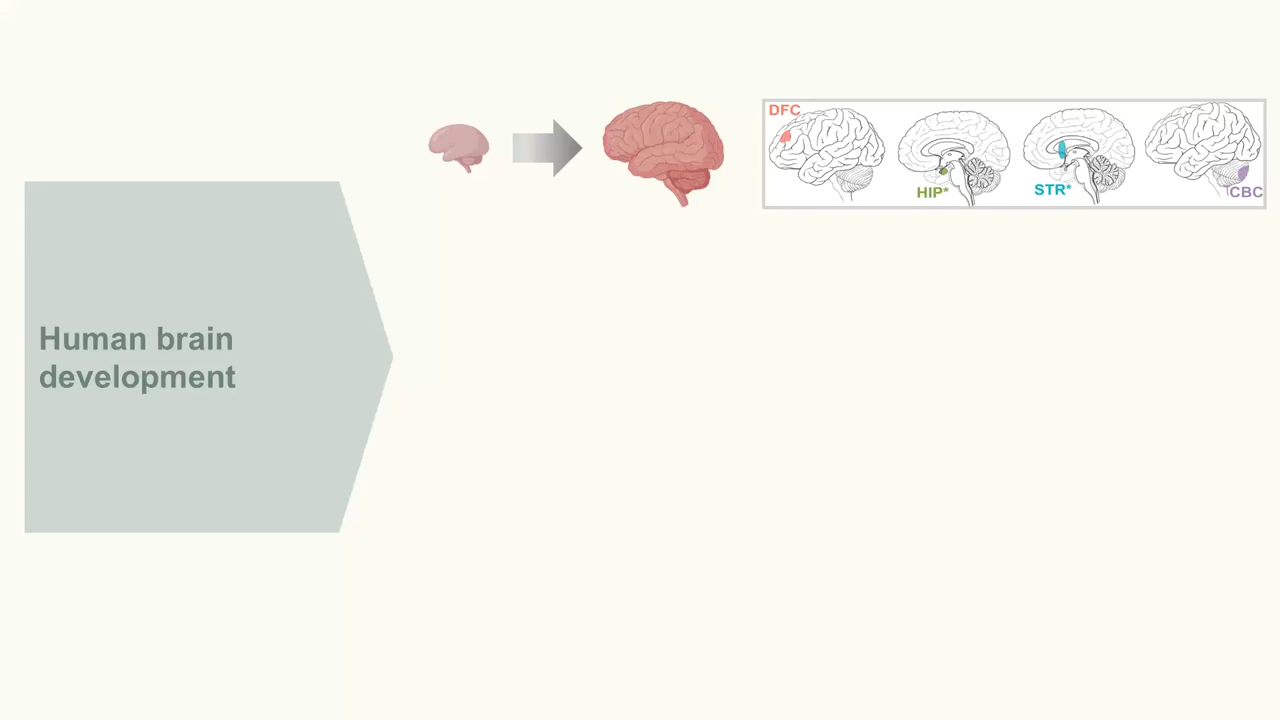 DFC
HIP*
STR*
CBC
Human brain
development